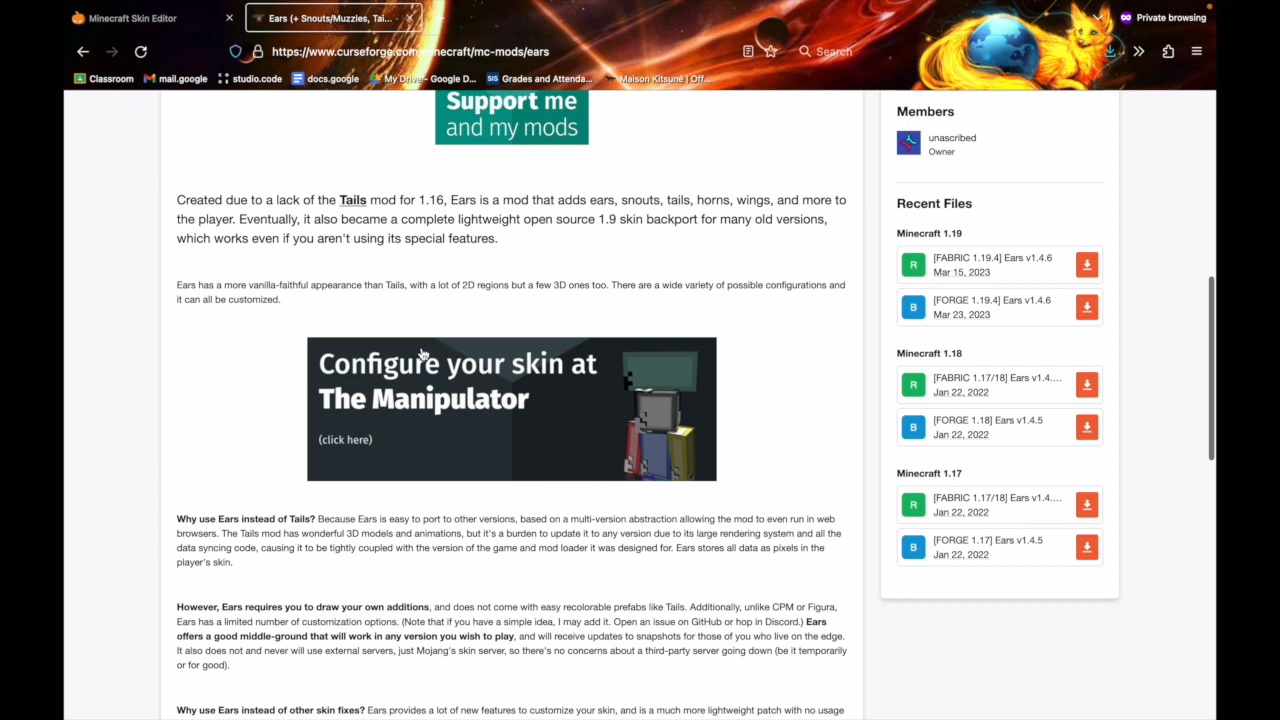 Minecraft Skin Editor
Ears (+ Snouts/Muzzles, Tai...
Private browsing
https://www.curseforge.com/minecraft/mc-mods/ears
Search
Classroom
mail.google
studio.code
docs.google
My Drive - Google D...
SIS
Grades and Attenda...
Maison Kitsuné | Off...
Support me
and my mods
Created due to a lack of the Tails mod for 1.16, Ears is a mod that adds ears, snouts, tails, horns, wings, and more to
the player. Eventually, it also became a complete lightweight open source 1.9 skin backport for many old versions,
which works even if you aren't using its special features.
Ears has a more vanilla-faithful appearance than Tails, with a lot of 2D regions but a few 3D ones too. There are a wide variety of possible configurations and
it can all be customized.
Configure your skin at
The Manipulator
(click here)
Why use Ears instead of Tails? Because Ears is easy to port to other versions, based on a multi-version abstraction allowing the mod to even run in web
browsers. The Tails mod has wonderful 3D models and animations, but it's a burden to update it to any version due to its large rendering system and all the
data syncing code, causing it to be tightly coupled with the version of the game and mod loader it was designed for. Ears stores all data as pixels in the
player's skin.
However, Ears requires you to draw your own additions, and does not come with easy recolorable prefabs like Tails. Additionally, unlike CPM or Figura,
Ears has a limited number of customization options. (Note that if you have a simple idea, I may add it. Open an issue on GitHub or hop in Discord.) Ears
offers a good middle-ground that will work in any version you wish to play, and will receive updates to snapshots for those of you who live on the edge.
It also does not and never will use external servers, just Mojang's skin server, so there's no concerns about a third-party server going down (be it temporarily
or for good).
Why use Ears instead of other skin fixes? Ears provides a lot of new features to customize your skin, and is a much more lightweight patch with no usage
Members
unascribed
Owner
Recent Files
Minecraft 1.19
R
[FABRIC 1.19.4] Ears v1.4.6
Mar 15, 2023
B
[FORGE 1.19.4] Ears v1.4.6
Mar 23, 2023
Minecraft 1.18
R
[FABRIC 1.17/18] Ears v1.4....
Jan 22, 2022
B
[FORGE 1.18] Ears v1.4.5
Jan 22, 2022
Minecraft 1.17
R
[FABRIC 1.17/18] Ears v1.4....
Jan 22, 2022
B
[FORGE 1.17] Ears v1.4.5
Jan 22, 2022